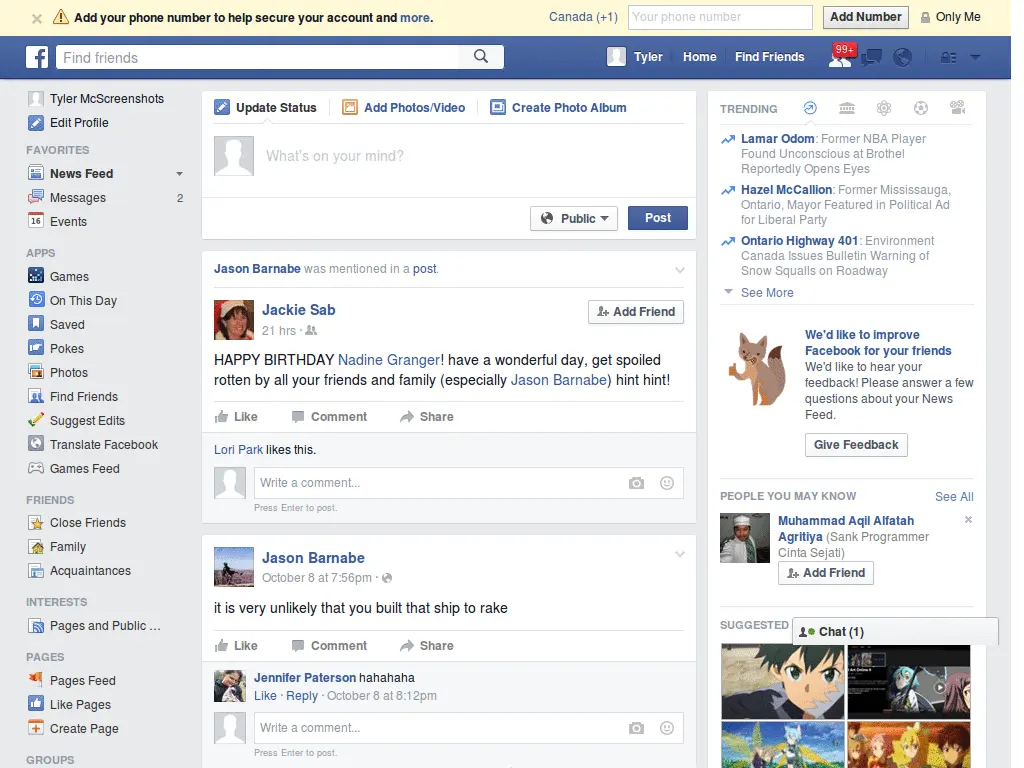 Add your phone number to help secure your account and more.
Canada (+1)
Your phone number
Add Number
Only Me
f
Find friends
Tyler
Home
Find Friends
99+
Tyler McScreenshots
Edit Profile
FAVORITES
News Feed
Messages 2
16 Events
APPS
Games
On This Day
Saved
Pokes
Photos
Find Friends
Suggest Edits
Translate Facebook
Games Feed
FRIENDS
Close Friends
Family
Acquaintances
INTERESTS
Pages and Public ...
PAGES
Pages Feed
Like Pages
Create Page
GROUPS
Update Status
Add Photos/Video
Create Photo Album
What's on your mind?
Public
Post
Jason Barnabe was mentioned in a post.
Jackie Sab
21 hrs ·
Add Friend
HAPPY BIRTHDAY Nadine Granger! have a wonderful day, get spoiled
rotten by all your friends and family (especially Jason Barnabe) hint hint!
Like Comment Share
Lori Park likes this.
Write a comment...
Press Enter to post.
Jason Barnabe
October 8 at 7:56pm ·
it is very unlikely that you built that ship to rake
Like Comment Share
Jennifer Paterson hahahaha
Like · Reply · October 8 at 8:12pm
Write a comment...
Press Enter to post.
TRENDING
Lamar Odom: Former NBA Player
Found Unconscious at Brothel
Reportedly Opens Eyes
Hazel McCallion: Former Mississauga,
Ontario, Mayor Featured in Political Ad
for Liberal Party
Ontario Highway 401: Environment
Canada Issues Bulletin Warning of
Snow Squalls on Roadway
See More
We'd like to improve
Facebook for your friends
We'd like to hear your
feedback! Please answer a few
questions about your News
Feed.
Give Feedback
PEOPLE YOU MAY KNOW
See All
Muhammad Aqil Alfatah
Agritiya (Sank Programmer
Cinta Sejati)
Add Friend
SUGGESTED
Chat (1)